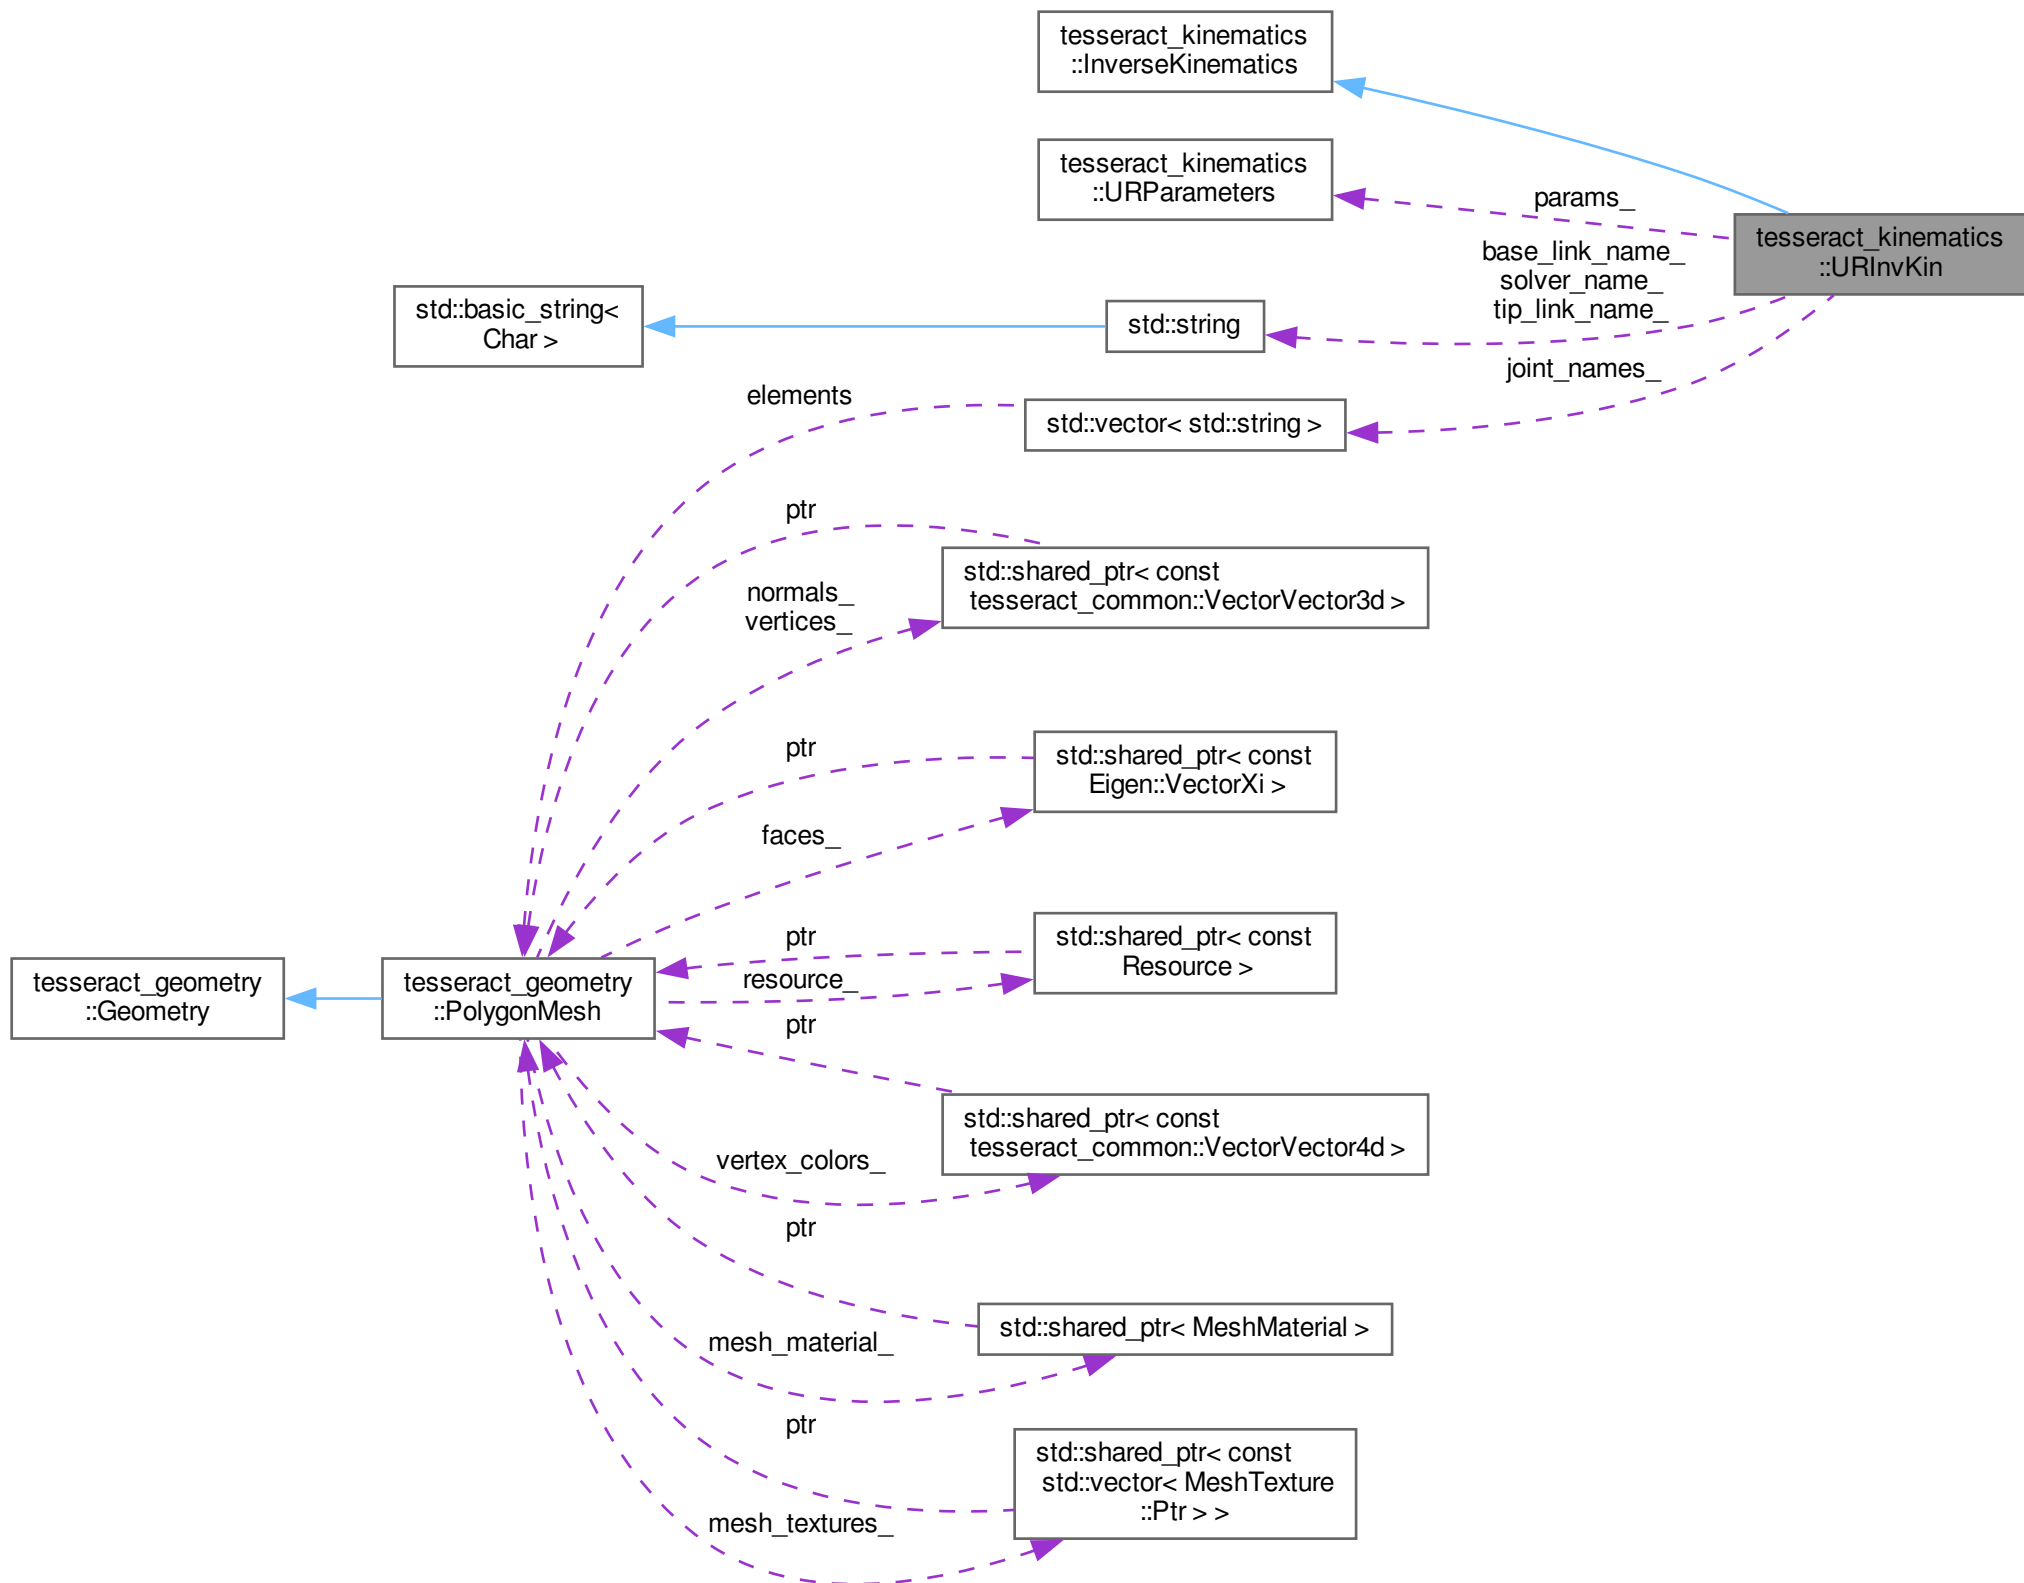 tesseract_kinematics
::InverseKinematics
tesseract_kinematics
::URParameters
params_
tesseract_kinematics
::URInvKin
base_link_name_
solver_name_
tip_link_name_
std::basic_string<
Char >
std::string
joint_names_
elements
std::vector< std::string >
ptr
std::shared_ptr< const
tesseract_common::VectorVector3d >
normals_
vertices_
ptr
std::shared_ptr< const
Eigen::VectorXi >
faces_
ptr
std::shared_ptr< const
Resource >
resource_
tesseract_geometry
::Geometry
tesseract_geometry
::PolygonMesh
ptr
std::shared_ptr< const
tesseract_common::VectorVector4d >
vertex_colors_
ptr
std::shared_ptr< MeshMaterial >
mesh_material_
ptr
std::shared_ptr< const
std::vector< MeshTexture
::Ptr > >
mesh_textures_